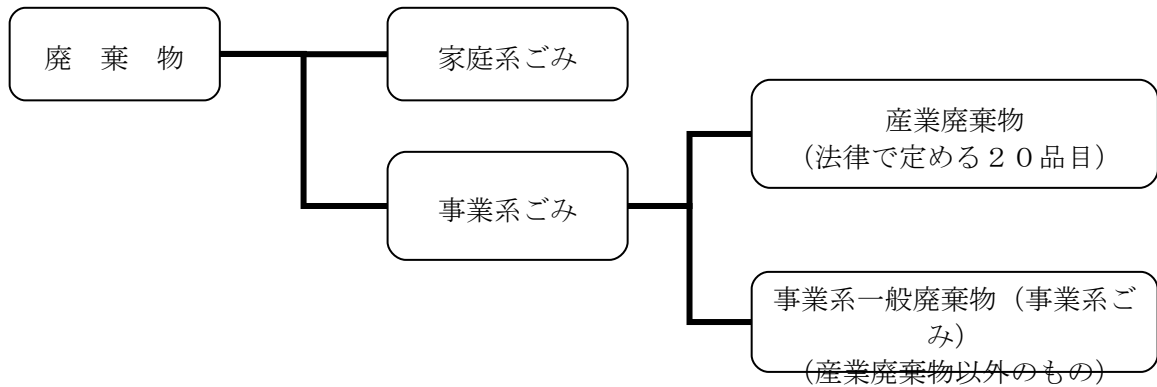 廃 棄 物
家庭系ごみ
産業廃棄物
（法律で定める２０品目）
事業系ごみ
事業系一般廃棄物（事業系ご
み）
（産業廃棄物以外のもの）